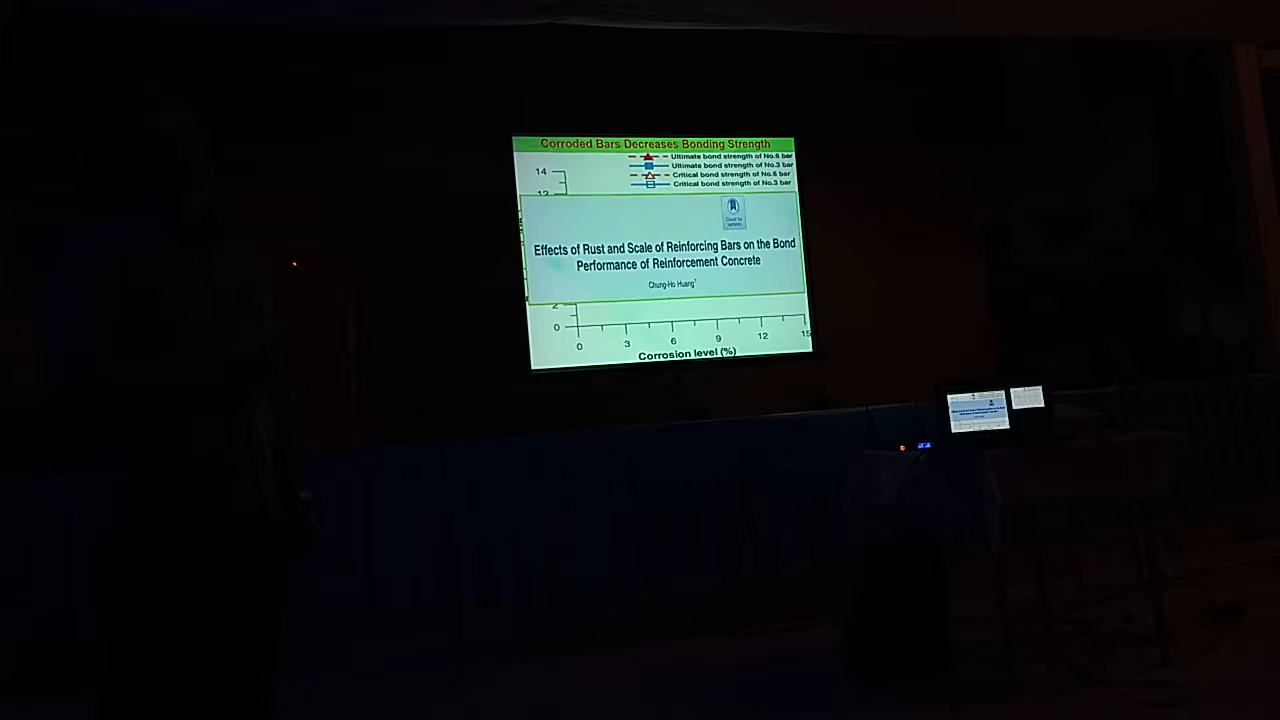 Corroded Bars Decreases Bonding Strength
Ultimate bond strength of No.6 bar
Ultimate bond strength of No.3 bar
Critical bond strength of No.6 bar
Critical bond strength of No.3 bar
14
12
Check for
updates
Effects of Rust and Scale of Reinforcing Bars on the Bond
Performance of Reinforcement Concrete
Chung-Ho Huang†
2
0
0 3 6 9 12 15
Corrosion level (%)